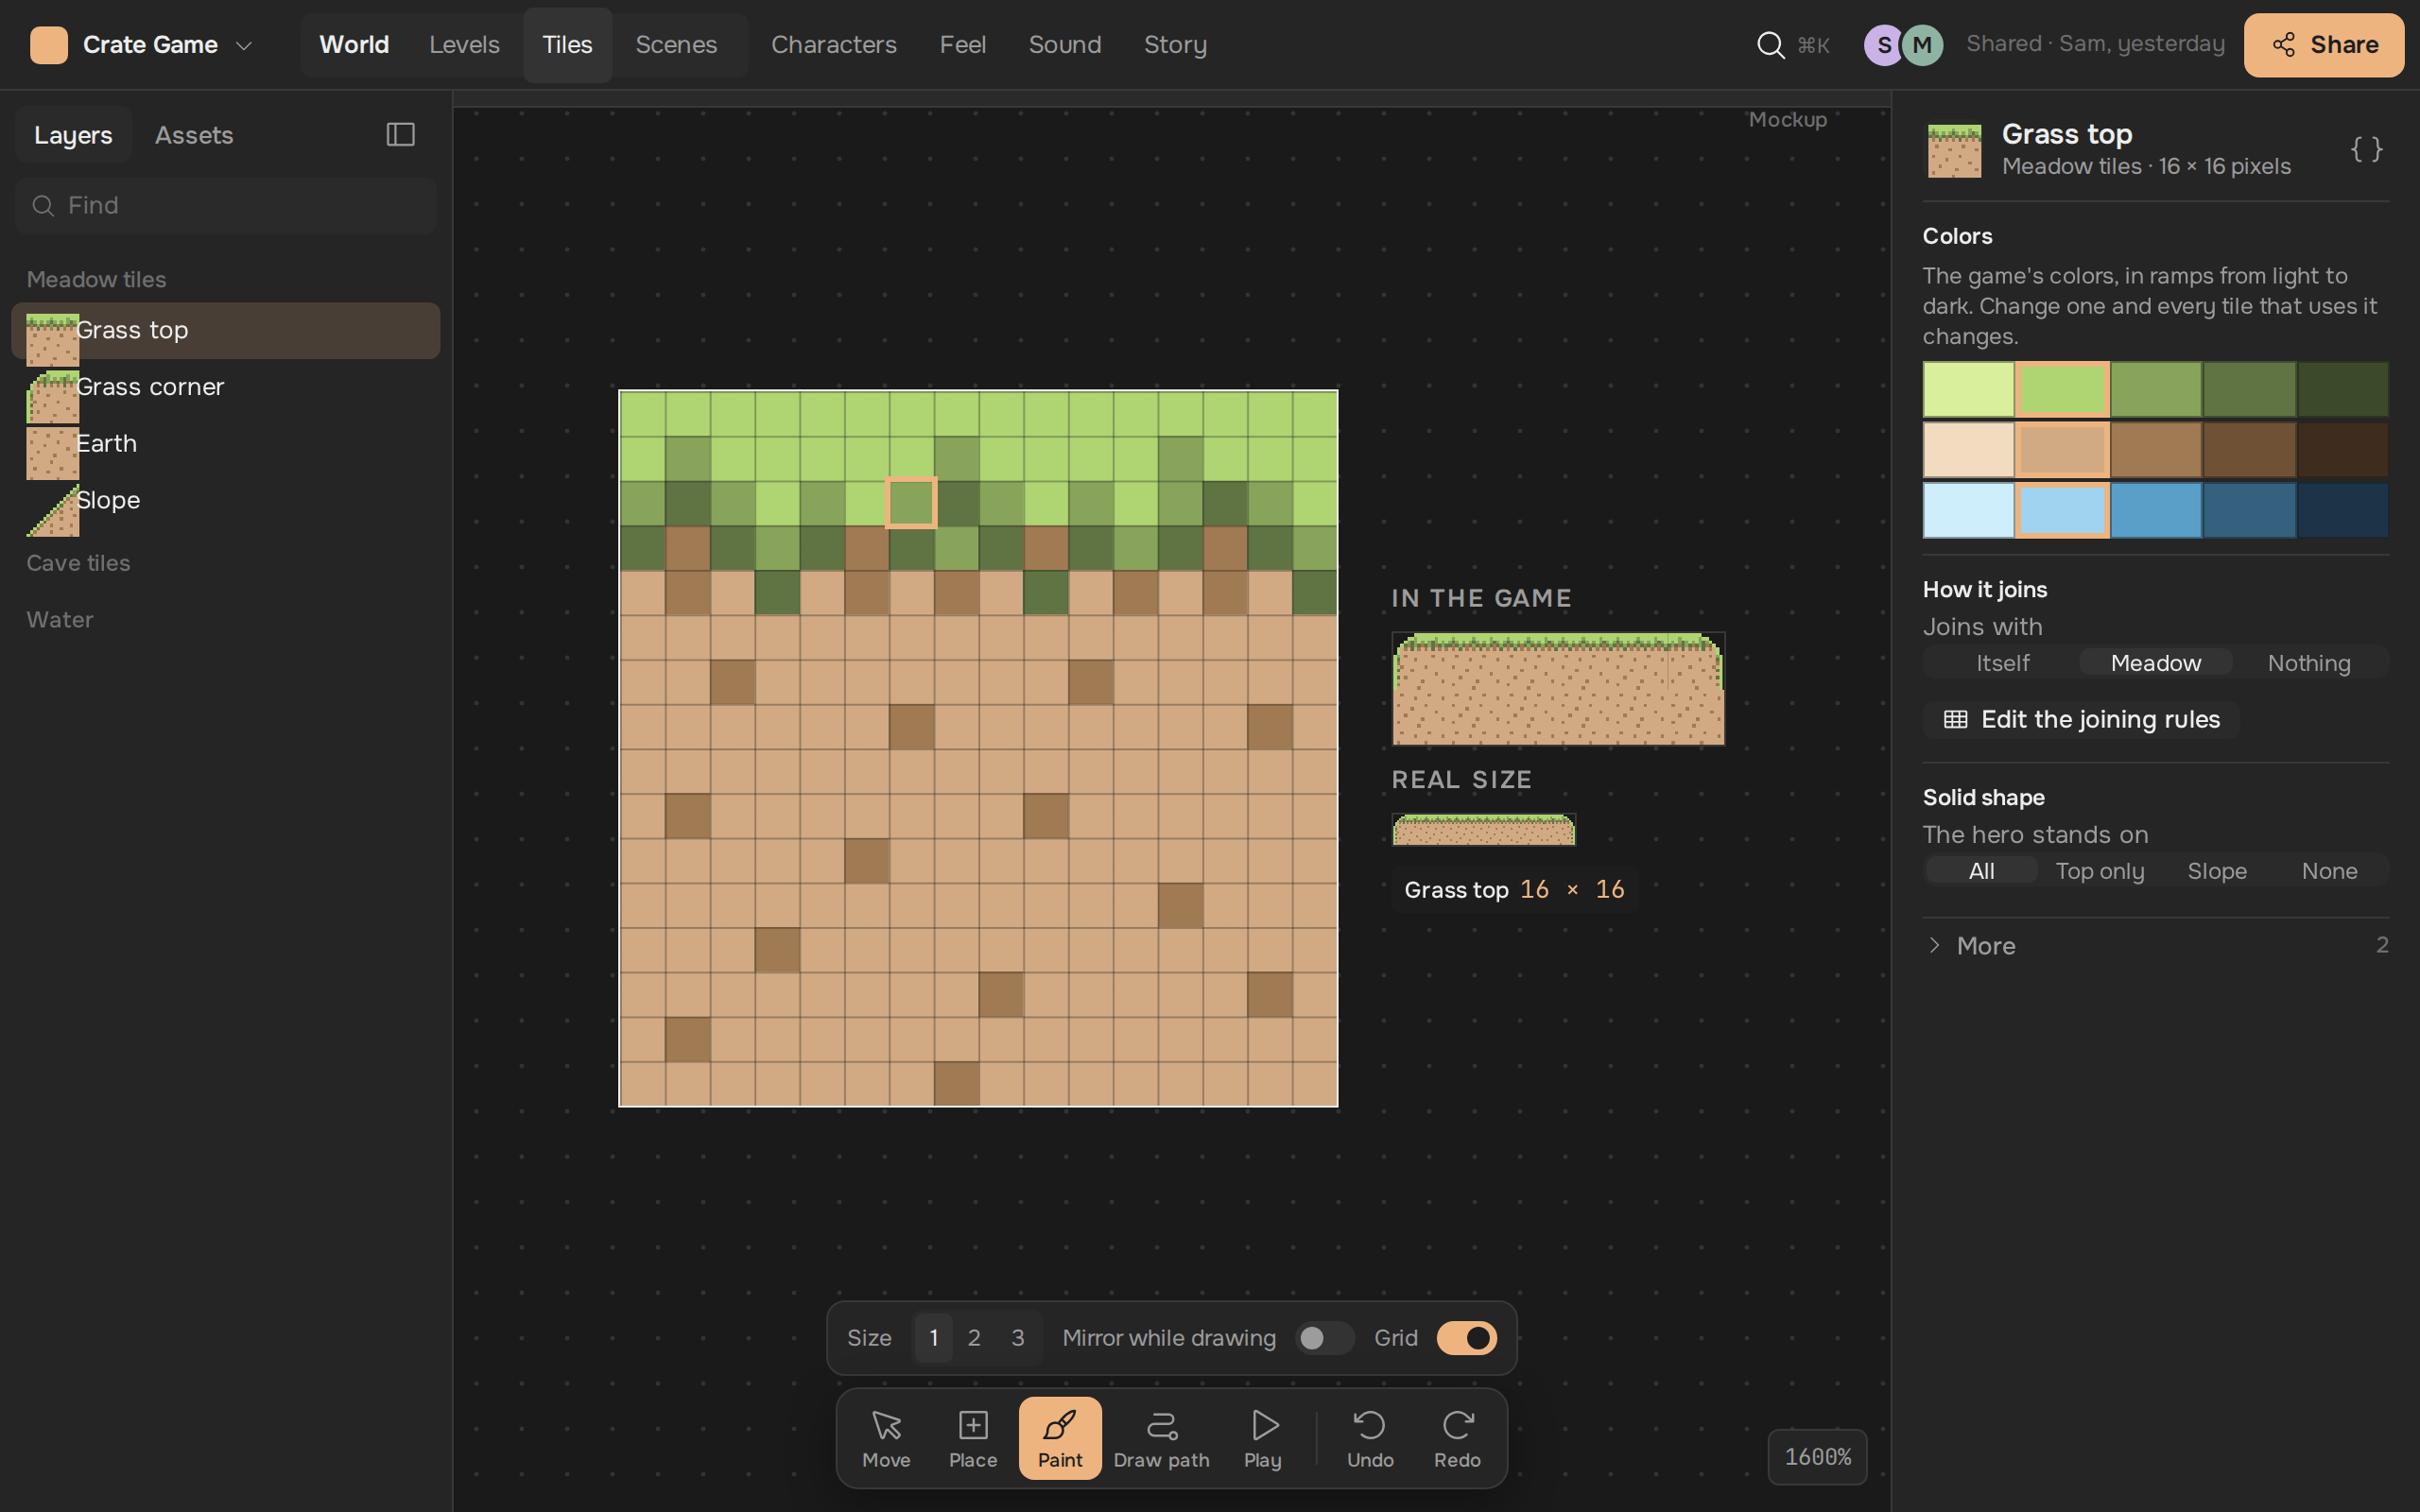 Crate Game
World
Levels
Tiles
Scenes
Characters
Feel
Sound
Story
⌘K
S
M
Shared · Sam, yesterday
Share
Layers
Assets
Find
Meadow tiles
Grass top
Grass corner
Earth
Slope
Cave tiles
Water
Mockup
IN THE GAME
REAL SIZE
Grass top 16 × 16
Size
1
2
3
Mirror while drawing
Grid
Move
Place
Paint
Draw path
Play
Undo
Redo
1600%
Grass top
Meadow tiles · 16 × 16 pixels
{ }
Colors
The game's colors, in ramps from light to
dark. Change one and every tile that uses it
changes.
How it joins
Joins with
Itself
Meadow
Nothing
Edit the joining rules
Solid shape
The hero stands on
All
Top only
Slope
None
More
2